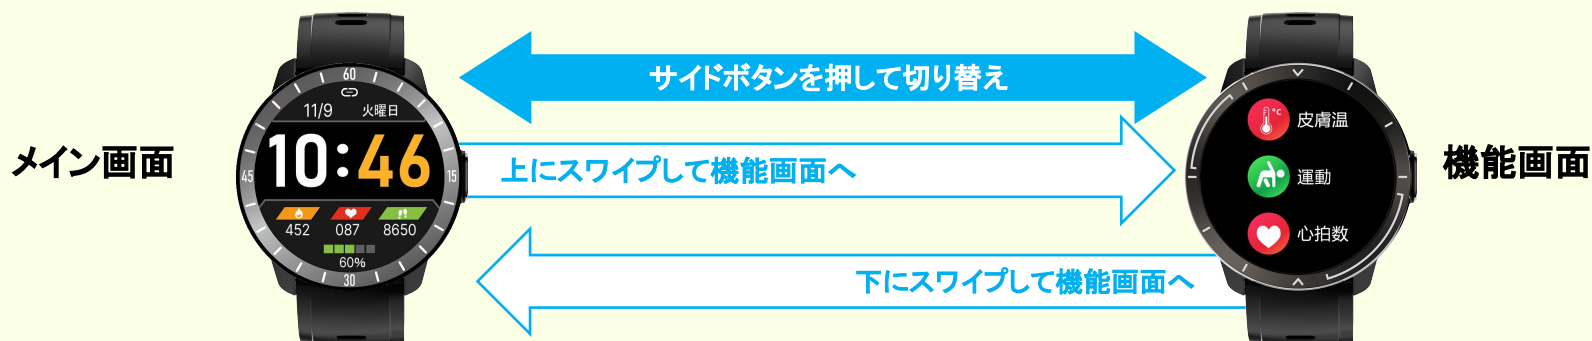 メイン画面
60
11/9 火曜日
10:46
45
15
452 087 8650
60%
30
サイドボタンを押して切り替え
上にスワイプして機能画面へ
下にスワイプして機能画面へ
°C
皮膚温
運動
心拍数
機能画面